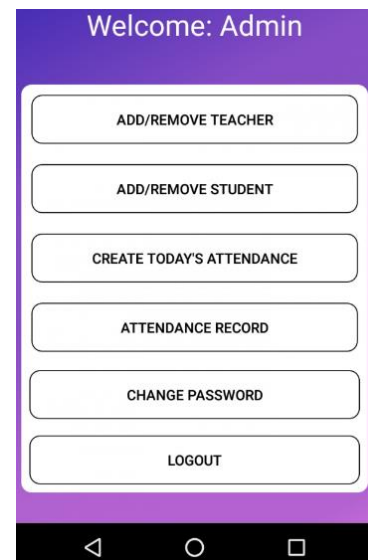 Welcome: Admin
ADD/REMOVE TEACHER
ADD/REMOVE STUDENT
CREATE TODAY'S ATTENDANCE
ATTENDANCE RECORD
CHANGE PASSWORD
LOGOUT